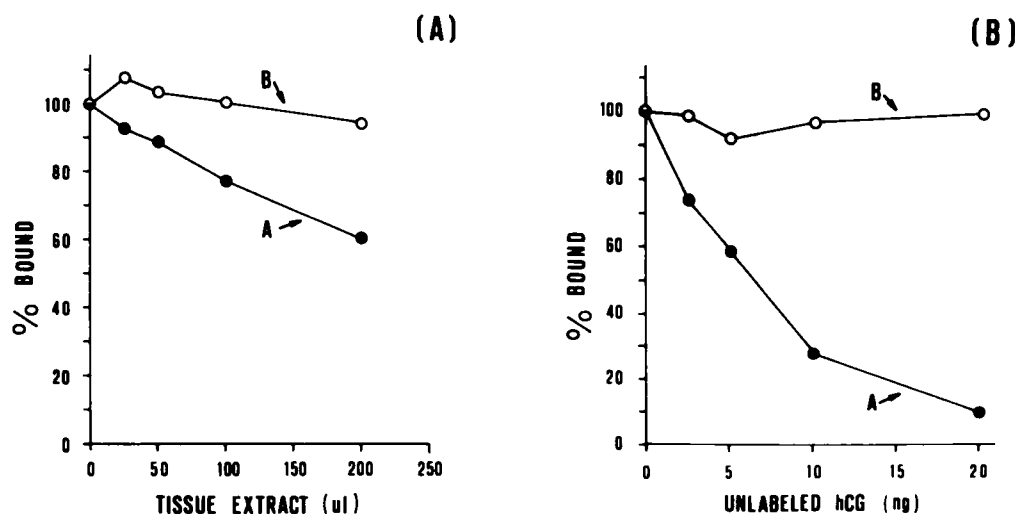 (A)
B
A
100
80
60
40
20
0
% BOUND
0 50 100 150 200 250
TISSUE EXTRACT (ul)
(B)
B
A
100
80
60
40
20
0
% BOUND
0 5 10 15 20
UNLABELED hCG (ng)